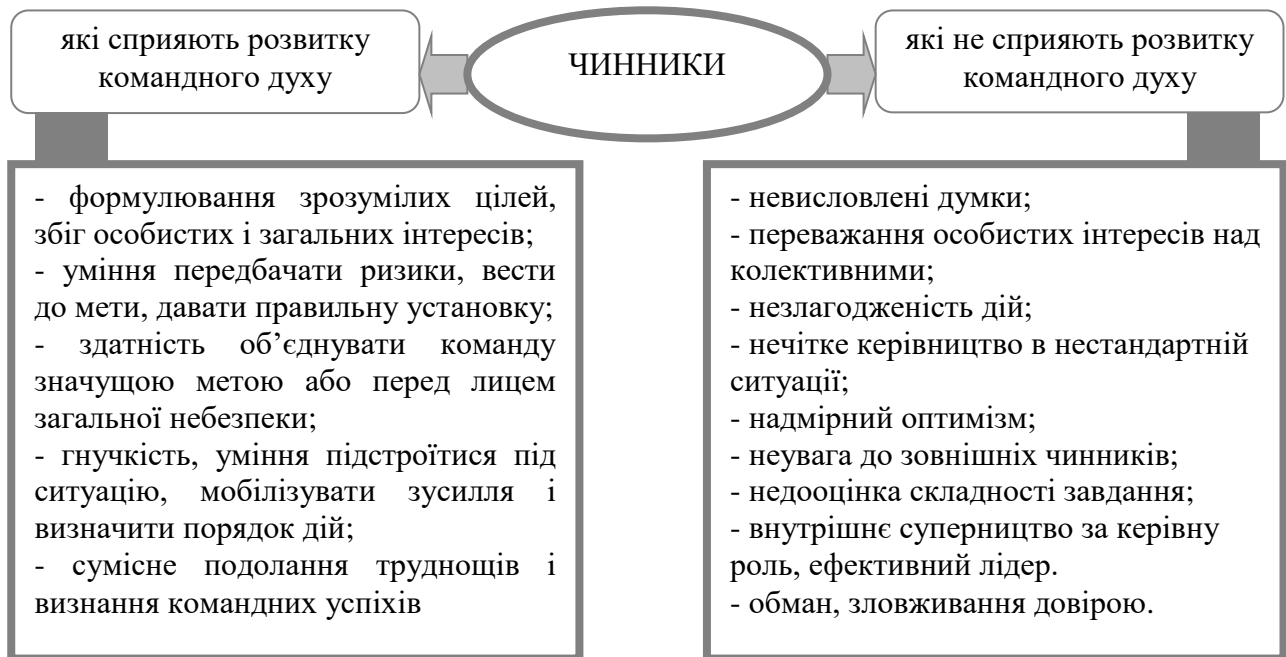 які сприяють розвитку
командного духу
ЧИННИКИ
які не сприяють розвитку
командного духу
- формулювання зрозумілих цілей,
збіг особистих і загальних інтересів;
- уміння передбачати ризики, вести
до мети, давати правильну установку;
- здатність об’єднувати команду
значущою метою або перед лицем
загальної небезпеки;
- гнучкість, уміння підстроїтися під
ситуацію, мобілізувати зусилля і
визначити порядок дій;
- сумісне подолання труднощів і
визнання командних успіхів
- невисловлені думки;
- переважання особистих інтересів над
колективними;
- незлагодженість дій;
- нечітке керівництво в нестандартній
ситуації;
- надмірний оптимізм;
- неувага до зовнішніх чинників;
- недооцінка складності завдання;
- внутрішнє суперництво за керівну
роль, ефективний лідер.
- обман, зловживання довірою.